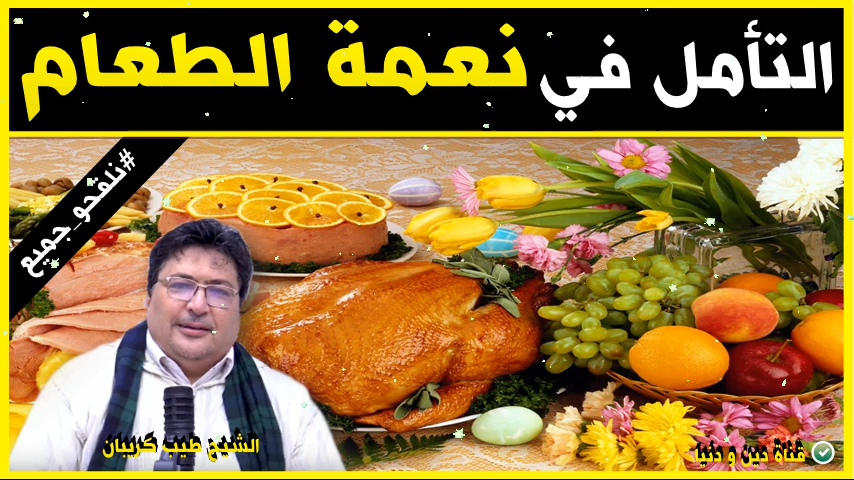 التأمل في نعمة الطعام
#نلقحو_جميع
الشيخ طيب كريبان
قناة دين و دنيا